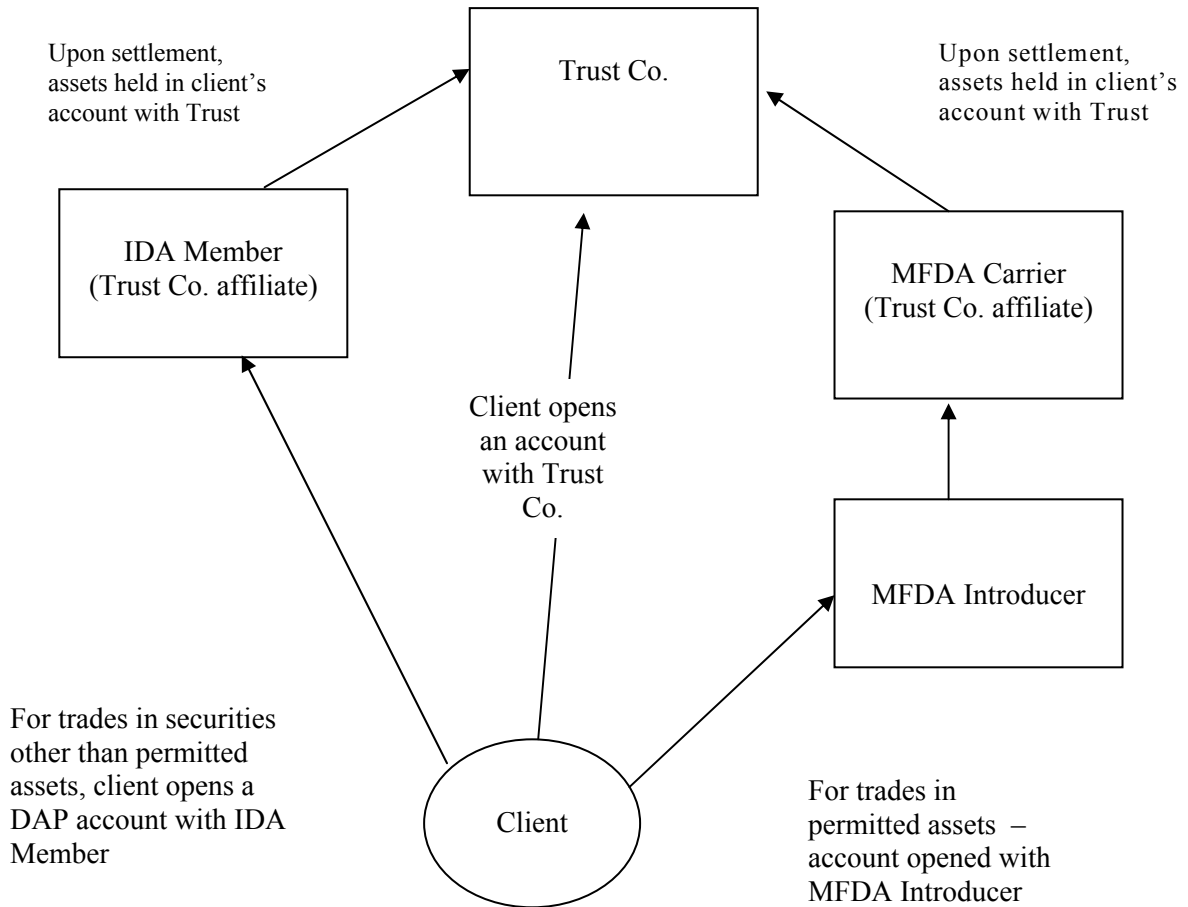 Upon settlement,
assets held in client’s
account with Trust
Trust Co.
Upon settlement,
assets held in client’s
account with Trust
IDA Member
(Trust Co. affiliate)
MFDA Carrier
(Trust Co. affiliate)
Client opens
an account
with Trust
Co.
MFDA Introducer
For trades in securities
other than permitted
assets, client opens a
DAP account with IDA
Member
Client
For trades in
permitted assets –
account opened with
MFDA Introducer